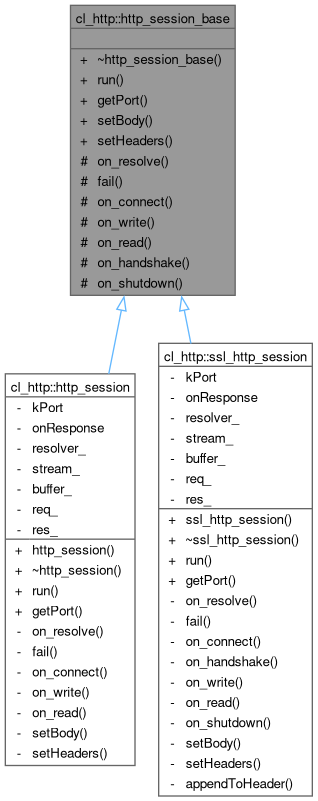 cl_http::http_session_base
+ ~http_session_base()
+ run()
+ getPort()
+ setBody()
+ setHeaders()
# on_resolve()
# fail()
# on_connect()
# on_write()
# on_read()
# on_handshake()
# on_shutdown()
cl_http::http_session
- kPort
- onResponse
- resolver_
- stream_
- buffer_
- req_
- res_
+ http_session()
+ ~http_session()
+ run()
+ getPort()
- on_resolve()
- fail()
- on_connect()
- on_write()
- on_read()
- setBody()
- setHeaders()
cl_http::ssl_http_session
- kPort
- onResponse
- resolver_
- stream_
- buffer_
- req_
- res_
+ ssl_http_session()
+ ~ssl_http_session()
+ run()
+ getPort()
- on_resolve()
- fail()
- on_connect()
- on_handshake()
- on_write()
- on_read()
- on_shutdown()
- setBody()
- setHeaders()
- appendToHeader()